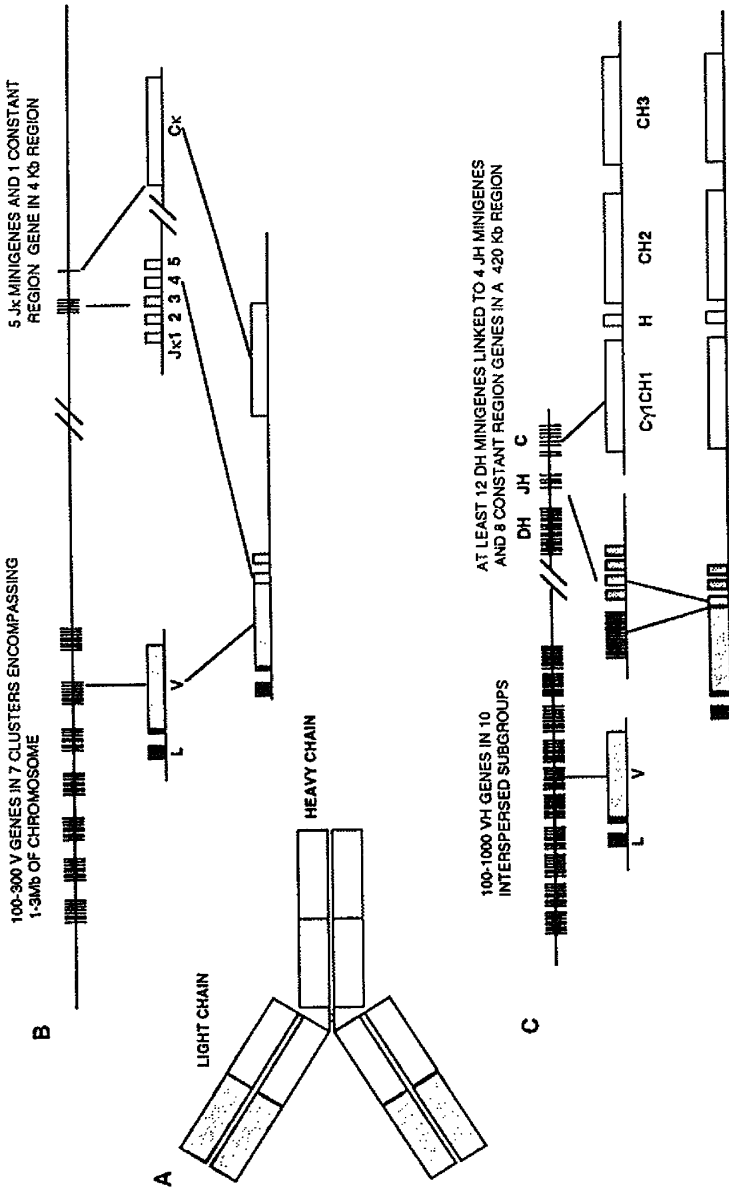 A
LIGHT CHAIN
HEAVY CHAIN
B
100-300 V GENES IN 7 CLUSTERS ENCOMPASSING
1-3Mb OF CHROMOSOME
5 Jκ MINIGENES AND 1 CONSTANT
REGION GENE IN 4 Kb REGION
L V
Jκ1 2 3 4 5 Cκ
C
100-1000 VH GENES IN 10
INTERSPERSED SUBGROUPS
AT LEAST 12 DH MINIGENES LINKED TO 4 JH MINIGENES
AND 8 CONSTANT REGION GENES IN A 420 Kb REGION
DH JH C
L V
Cγ1CH1 H CH2 CH3